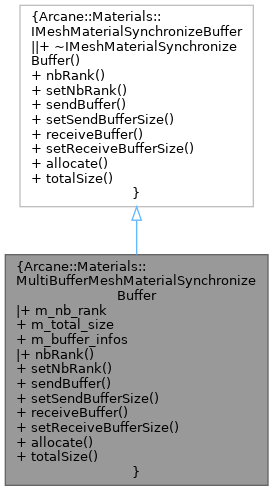 {Arcane::Materials::
IMeshMaterialSynchronizeBuffer
||+ ~IMeshMaterialSynchronize
Buffer()
+ nbRank()
+ setNbRank()
+ sendBuffer()
+ setSendBufferSize()
+ receiveBuffer()
+ setReceiveBufferSize()
+ allocate()
+ totalSize()
}
{Arcane::Materials::
MultiBufferMeshMaterialSynchronize
Buffer
|+ m_nb_rank
+ m_total_size
+ m_buffer_infos
|+ nbRank()
+ setNbRank()
+ sendBuffer()
+ setSendBufferSize()
+ receiveBuffer()
+ setReceiveBufferSize()
+ allocate()
+ totalSize()
}